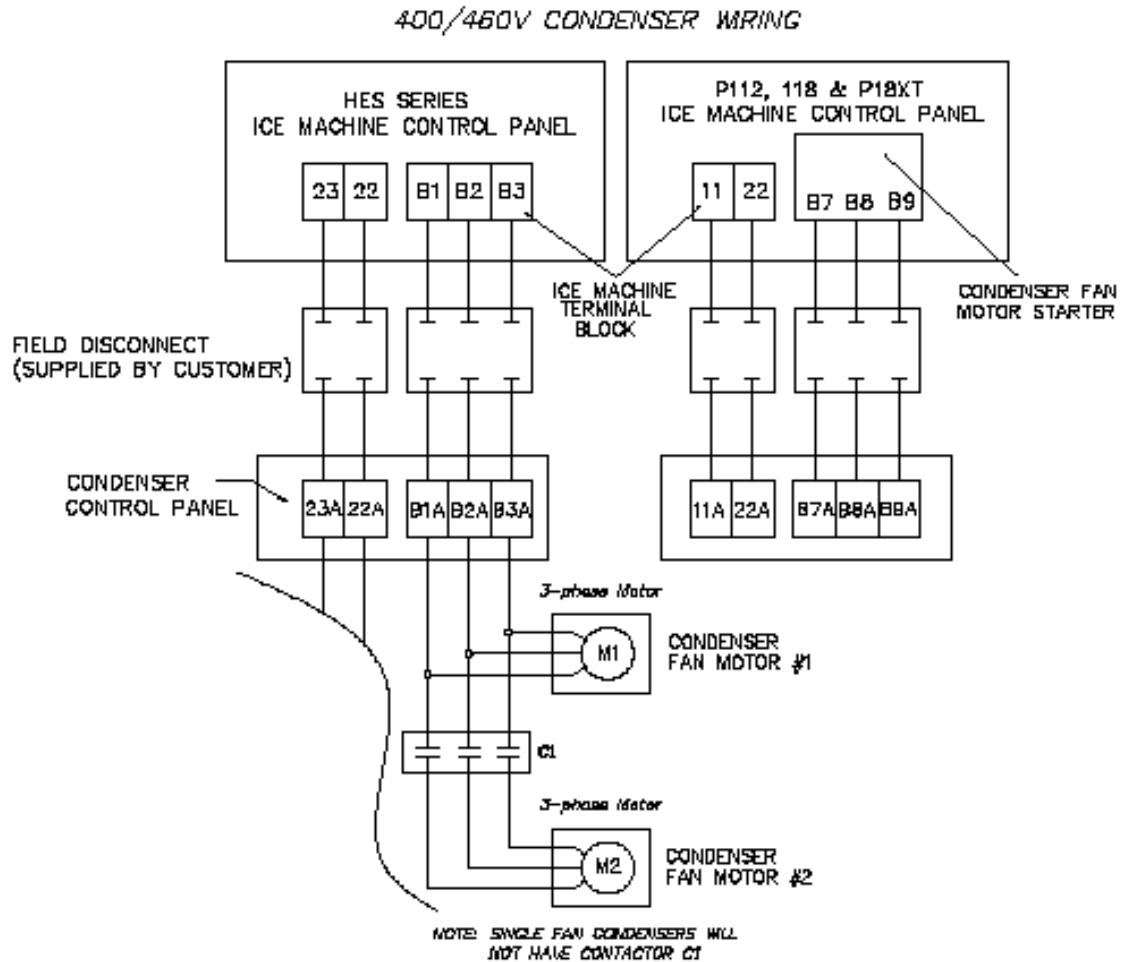 400/460V CONDENSER WIRING
HES SERIES
ICE MACHINE CONTROL PANEL
23 22 B1 B2 B3
P112, 118 & P18XT
ICE MACHINE CONTROL PANEL
11 22 B7 B8 B9
ICE MACHINE
TERMINAL
BLOCK
CONDENSER FAN
MOTOR STARTER
FIELD DISCONNECT
(SUPPLIED BY CUSTOMER)
CONDENSER
CONTROL PANEL
23A 22A B1A B2A B3A
11A 22A B7A B8A B9A
3-phase Motor
M1
CONDENSER
FAN MOTOR #1
C1
3-phase Motor
M2
CONDENSER
FAN MOTOR #2
NOTE: SINGLE FAN CONDENSERS WILL
NOT HAVE CONTACTOR C1